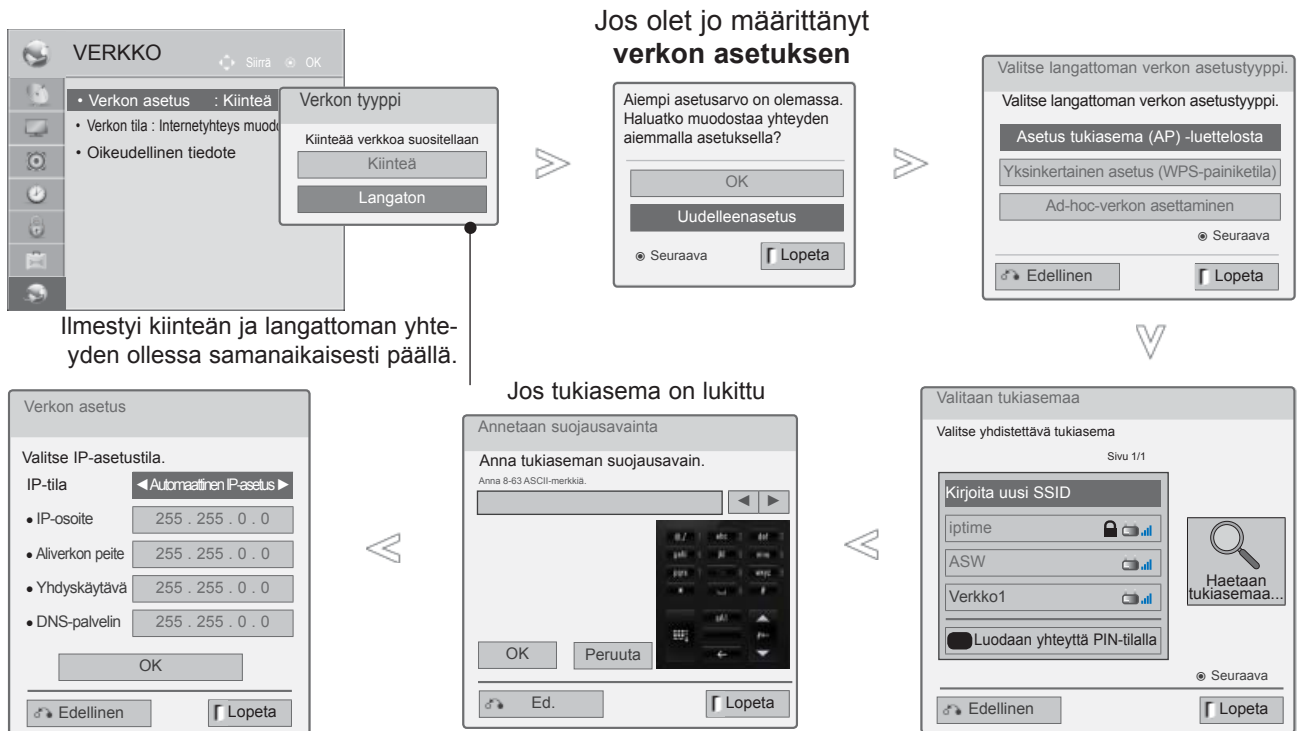 VERKKO
Siirrä
OK
• Verkon asetus : Kiinteä
• Verkon tila : Internetyhteys
• Oikeudellinen tiedote
Verkon tyyppi
Kiinteää verkkoa suositellaan
Kiinteä
Langaton
Ilmestyi kiinteän ja langattoman yhte-
yden ollessa samanaikaisesti päällä.
Jos olet jo määrittänyt
verkon asetuksen
Aiempi asetusarvo on olemassa.
Haluatko muodostaa yhteyden
aiemmalla asetuksella?
OK
Uudelleenasetus
Seuraava
Lopeta
Valitse langattoman verkon asetustyyppi.
Valitse langattoman verkon asetustyyppi.
Asetus tukiasema (AP) -luettelosta
Yksinkertainen asetus (WPS-painiketila)
Ad-hoc-verkon asettaminen
Seuraava
Edellinen
Lopeta
Valitaan tukiasemaa
Valitse yhdistettävä tukiasema
Sivu 1/1
Kirjoita uusi SSID
iptime
ASW
Verkko1
Luodaan yhteyttä PIN-tilalla
Haetaan
tukiasemaa...
Seuraava
Edellinen
Lopeta
Jos tukiasema on lukittu
Annetaan suojausavainta
Anna tukiaseman suojausavain.
Anna 8-63 ASCII-merkkiä.
OK
Peruuta
Ed.
Lopeta
Verkon asetus
Valitse IP-asetustila.
IP-tila
◄ Automaattinen IP-asetus ►
• IP-osoite 255 . 255 . 0 . 0
• Aliverkon peite 255 . 255 . 0 . 0
• Yhdyskäytävä 255 . 255 . 0 . 0
• DNS-palvelin 255 . 255 . 0 . 0
OK
Edellinen
Lopeta